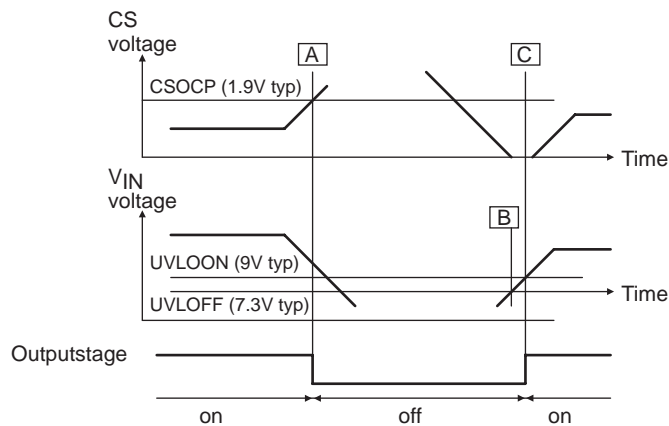 CS
voltage
A
C
CSOCP (1.9V typ)
Time
VIN
voltage
B
UVLOON (9V typ)
Time
UVLOFF (7.3V typ)
Outputstage
on
off
on